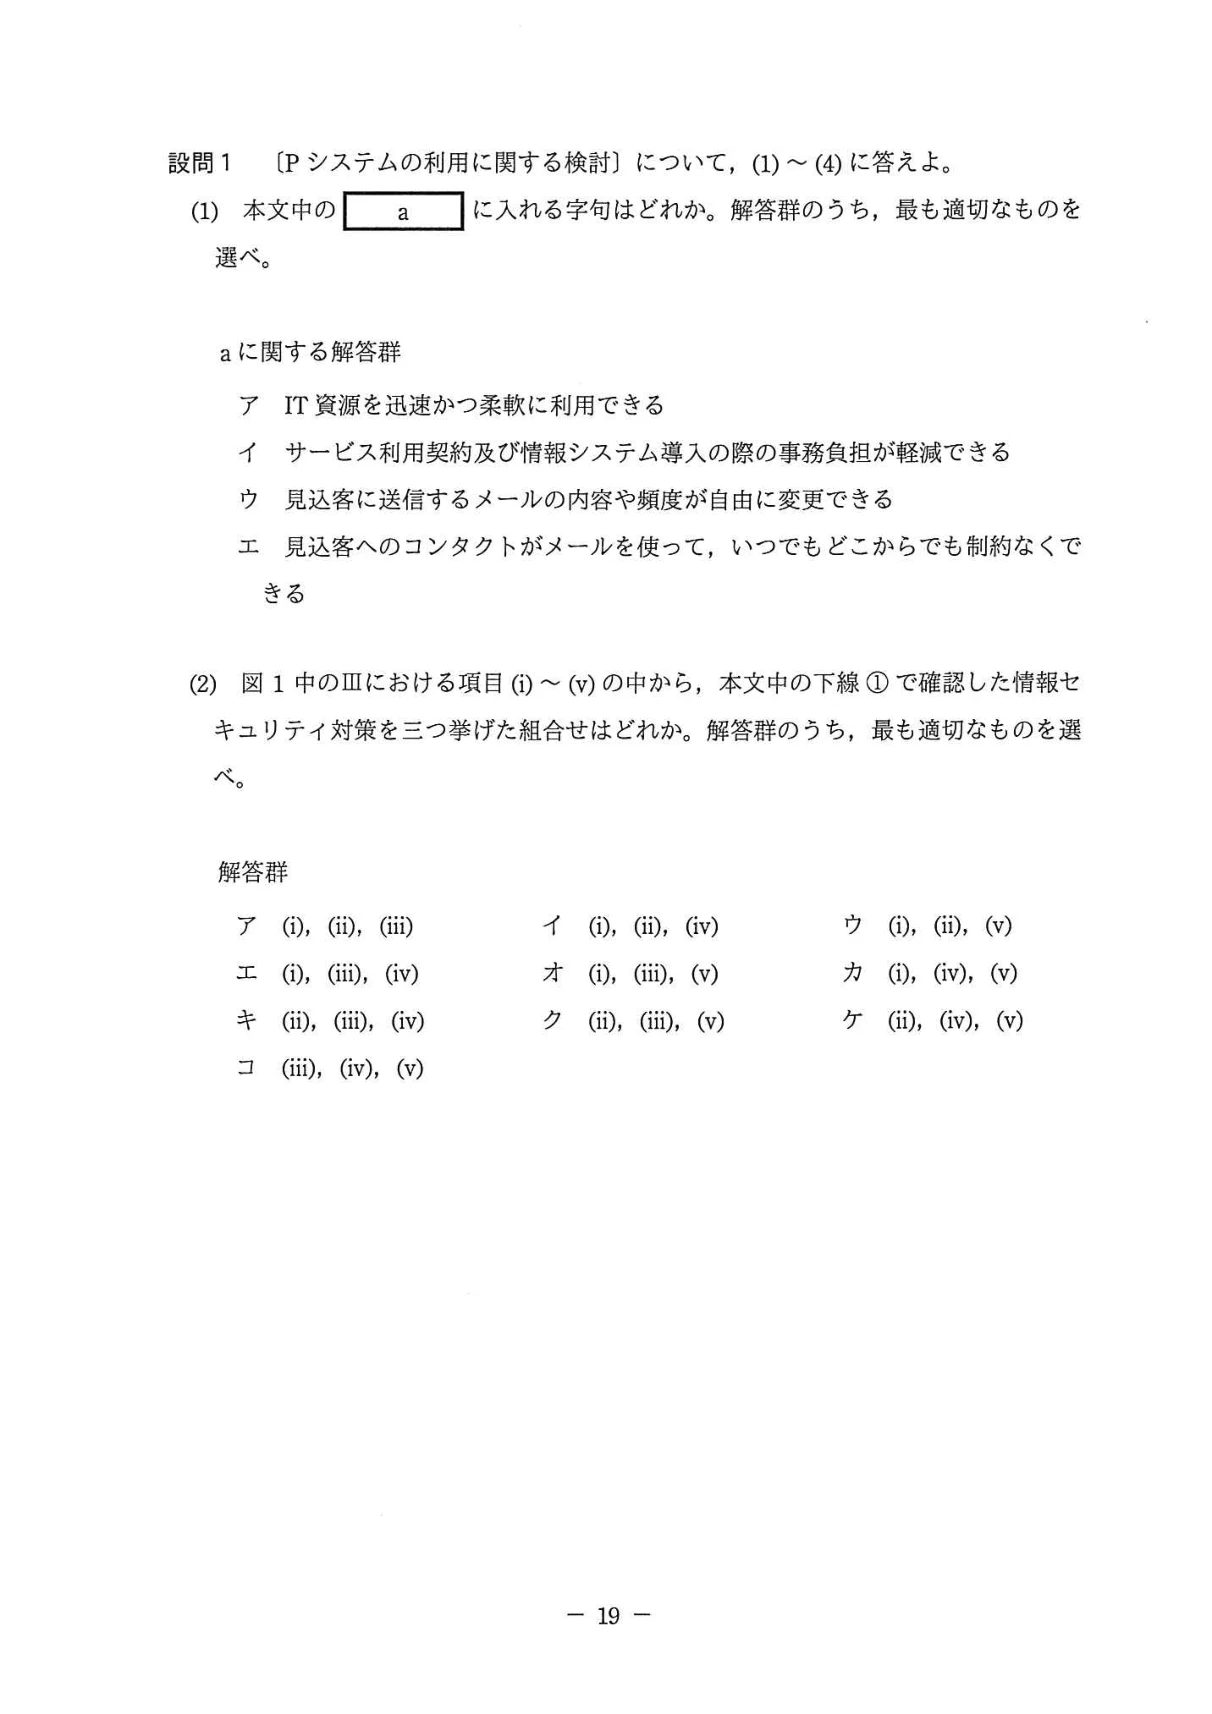 設問1 〔Pシステムの利用に関する検討〕について，(1)～(4)に答えよ。
(1) 本文中の a に入れる字句はどれか。解答群のうち，最も適切なものを
選べ。
aに関する解答群
ア IT資源を迅速かつ柔軟に利用できる
イ サービス利用契約及び情報システム導入の際の事務負担が軽減できる
ウ 見込客に送信するメールの内容や頻度が自由に変更できる
エ 見込客へのコンタクトがメールを使って，いつでもどこからでも制約なくで
きる
(2) 図1中のⅢにおける項目(i)～(v)の中から，本文中の下線①で確認した情報セ
キュリティ対策を三つ挙げた組合せはどれか。解答群のうち，最も適切なものを選
べ。
解答群
ア (i)，(ii)，(iii) イ (i)，(ii)，(iv) ウ (i)，(ii)，(v)
エ (i)，(iii)，(iv) オ (i)，(iii)，(v) カ (i)，(iv)，(v)
キ (ii)，(iii)，(iv) ク (ii)，(iii)，(v) ケ (ii)，(iv)，(v)
コ (iii)，(iv)，(v)
－ 19 －